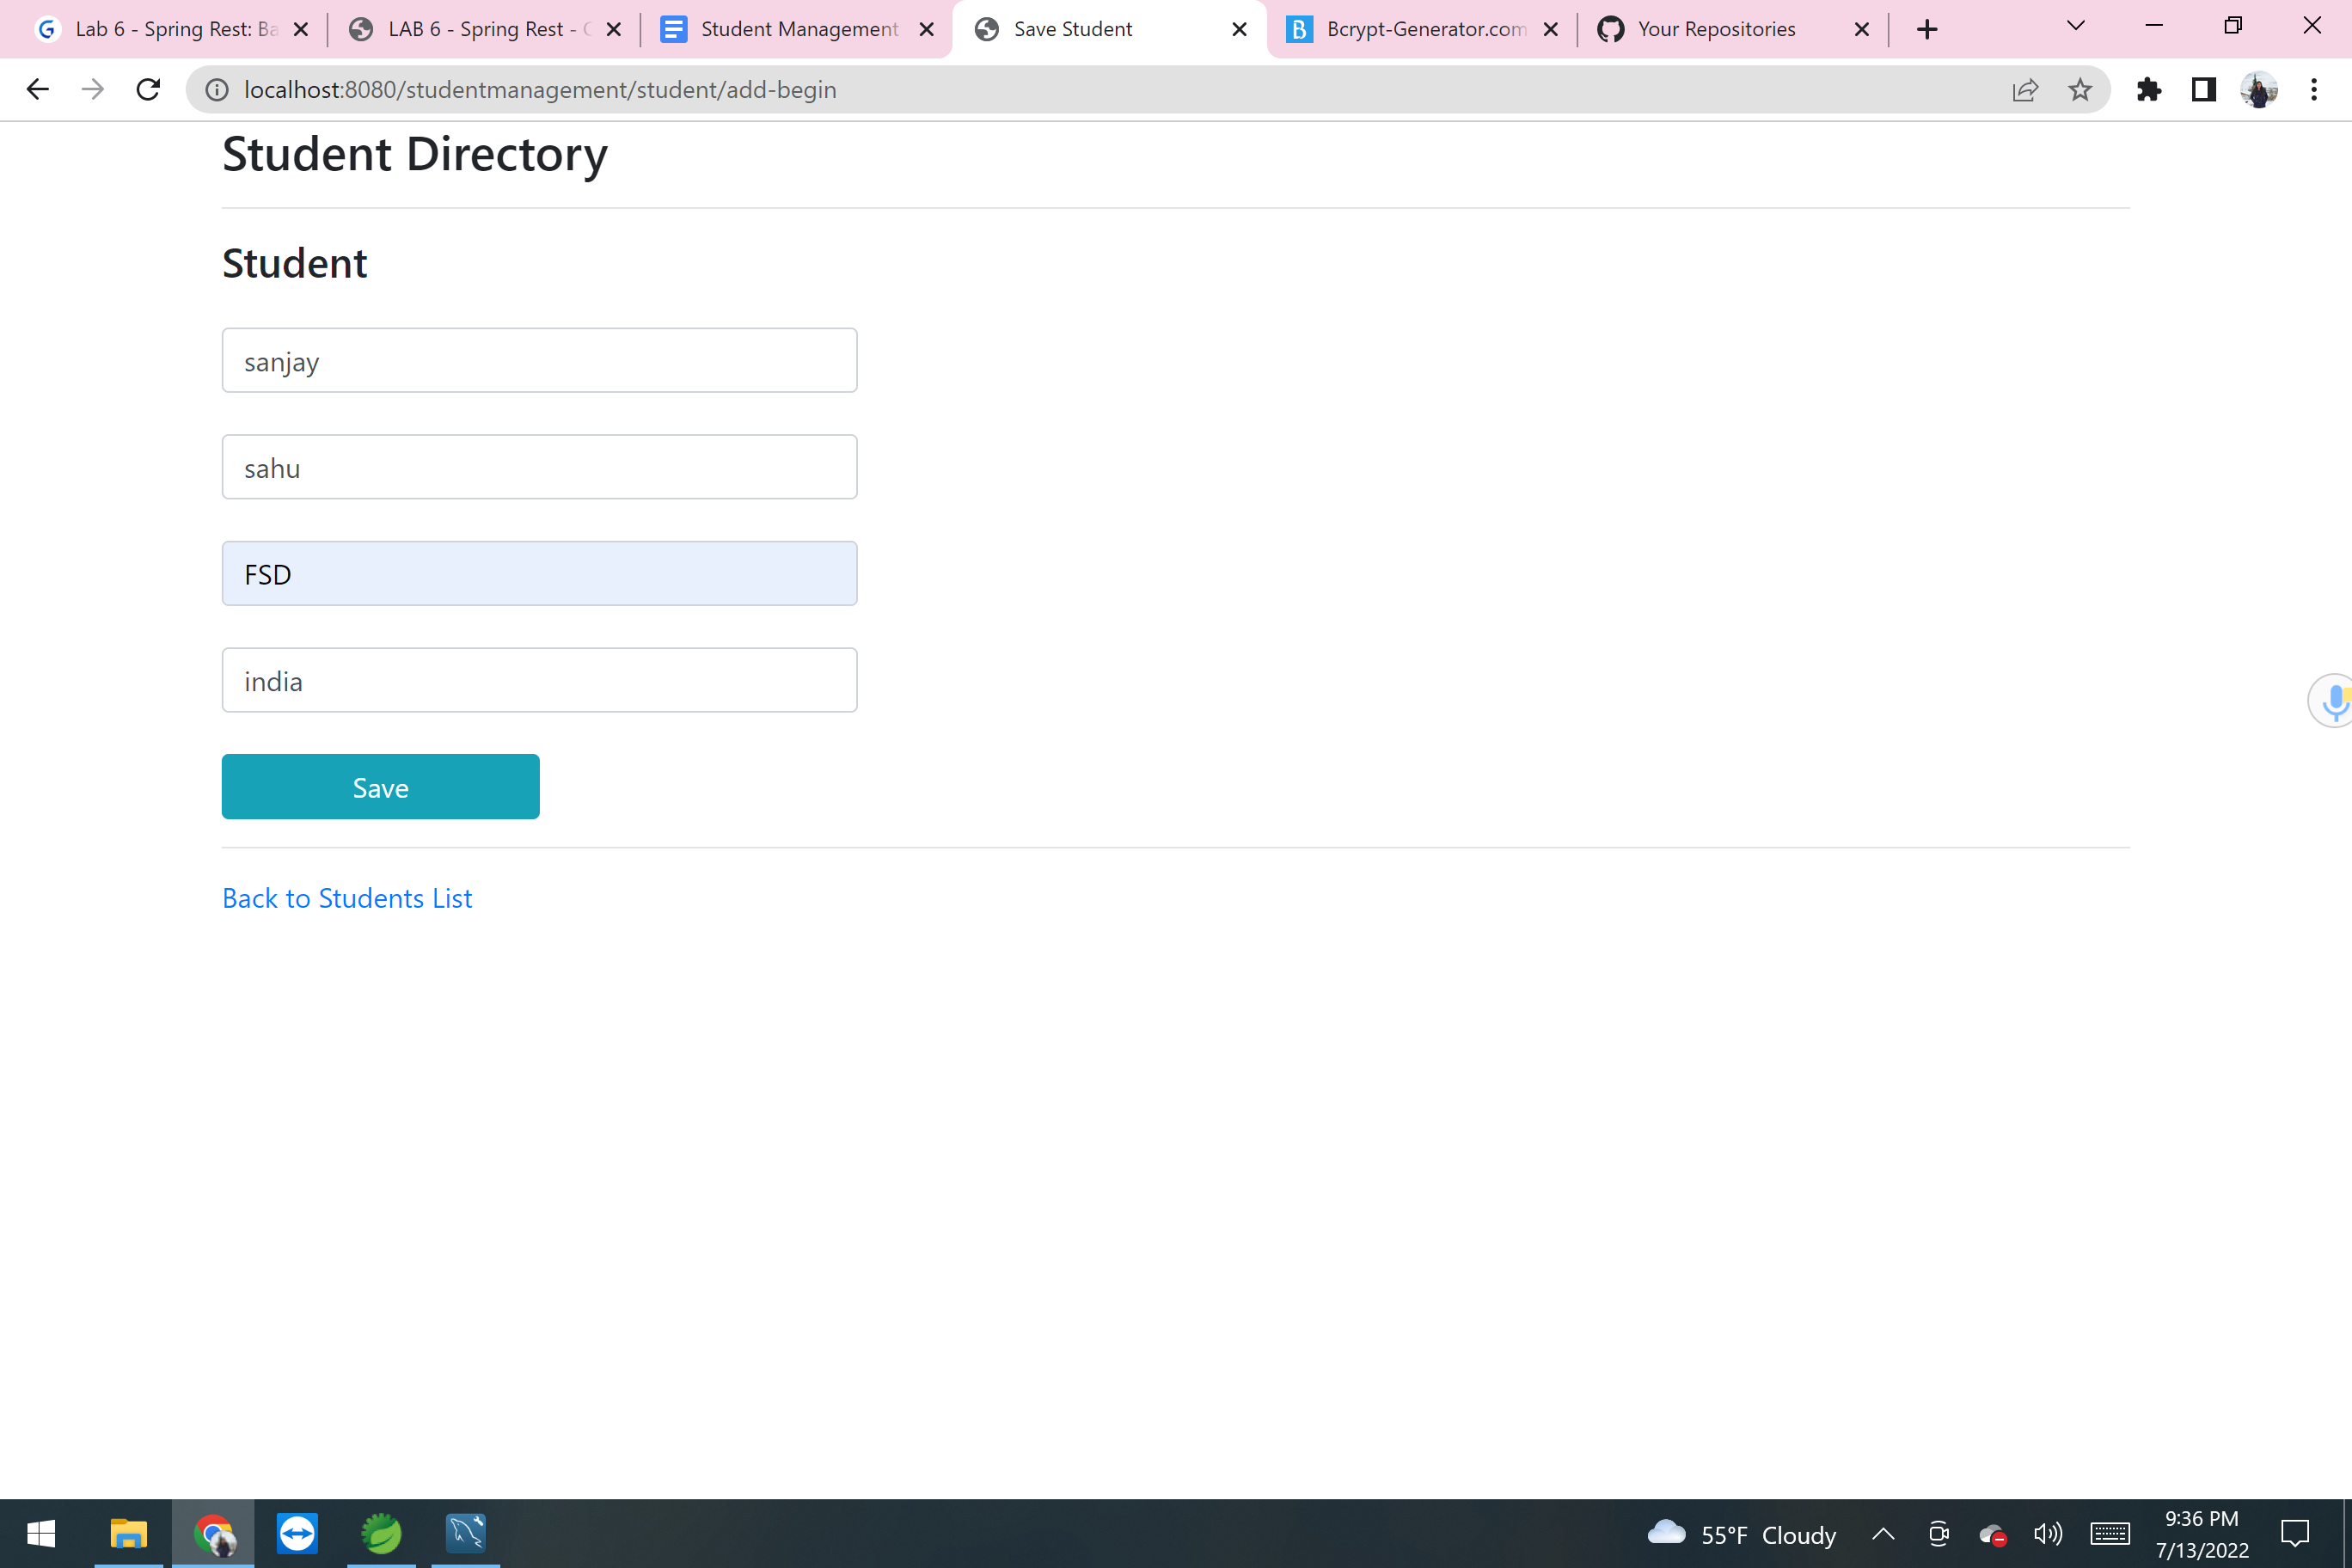 Lab 6 - Spring Rest: Ba
LAB 6 - Spring Rest - C
Student Management
Save Student
Bcrypt-Generator.com
Your Repositories
localhost:8080/studentmanagement/student/add-begin
Student Directory
Student
sanjay
sahu
FSD
india
Save
Back to Students List
55°F Cloudy
9:36 PM
7/13/2022